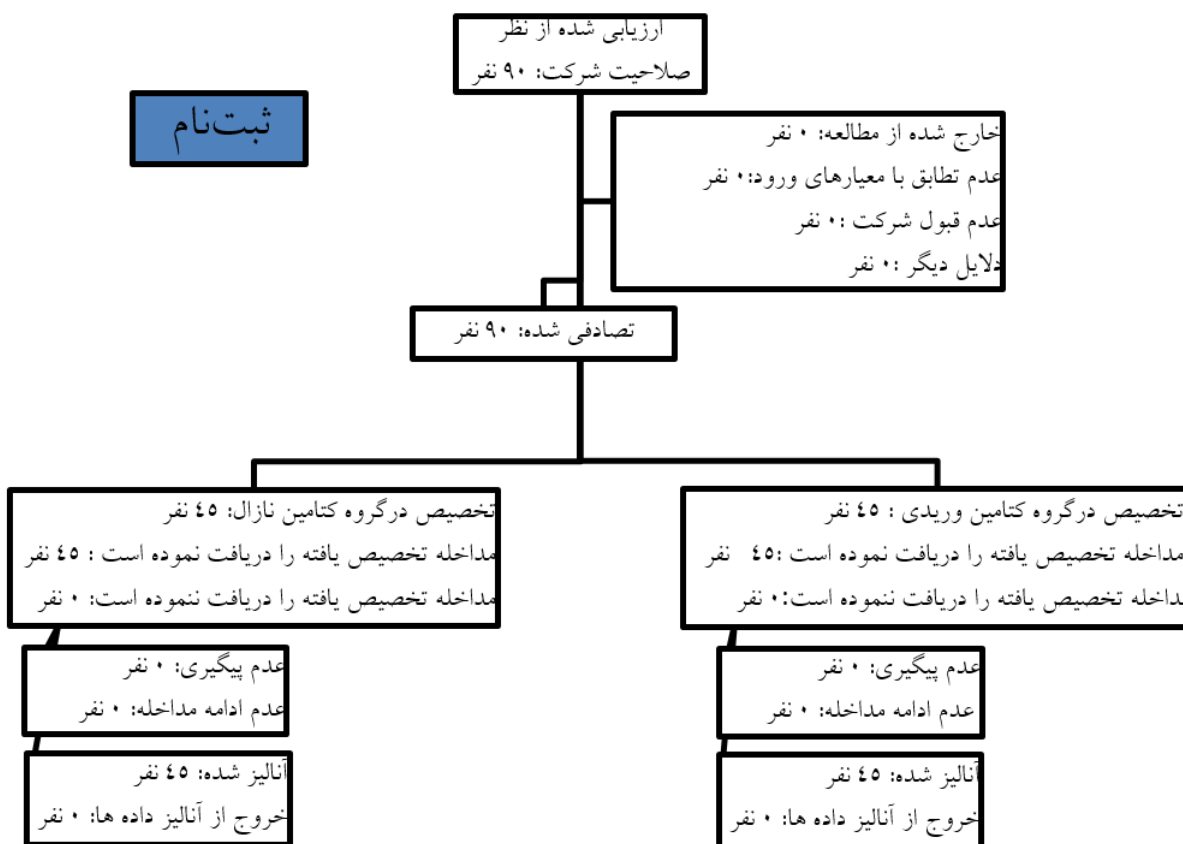 ارزیابی شده از نظر
صلاحیت شرکت: ۹۰ نفر
ثبت‌نام
خارج شده از مطالعه: ۰ نفر
عدم تطابق با معیارهای ورود:۰ نفر
عدم قبول شرکت :۰ نفر
دلایل دیگر :۰ نفر
تصادفی شده: ۹۰ نفر
تخصیص درگروه کتامین وریدی : ٤٥ نفر
مداخله تخصیص یافته را دریافت نموده است :٤٥ نفر
مداخله تخصیص یافته را دریافت ننموده است:۰ نفر
تخصیص درگروه کتامین نازال: ٤٥ نفر
مداخله تخصیص یافته را دریافت نموده است : ٤٥ نفر
مداخله تخصیص یافته را دریافت ننموده است: ۰ نفر
عدم پیگیری: ۰ نفر
عدم ادامه مداخله: ۰ نفر
عدم پیگیری: ۰ نفر
عدم ادامه مداخله: ۰ نفر
آنالیز شده: ٤٥ نفر
خروج از آنالیز داده ها: ۰ نفر
آنالیز شده: ٤٥ نفر
خروج از آنالیز داده ها: ۰ نفر